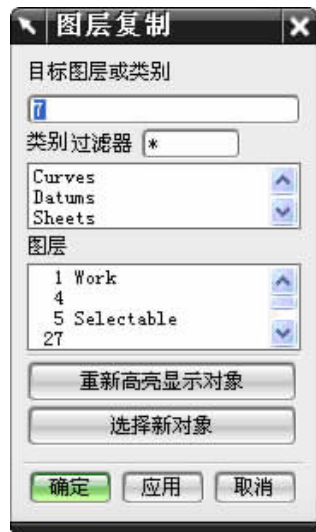 图层复制
目标图层或类别
7
类别过滤器 *
Curves
Datums
Sheets
图层
1 Work
4
5 Selectable
27
重新高亮显示对象
选择新对象
确定 应用 取消